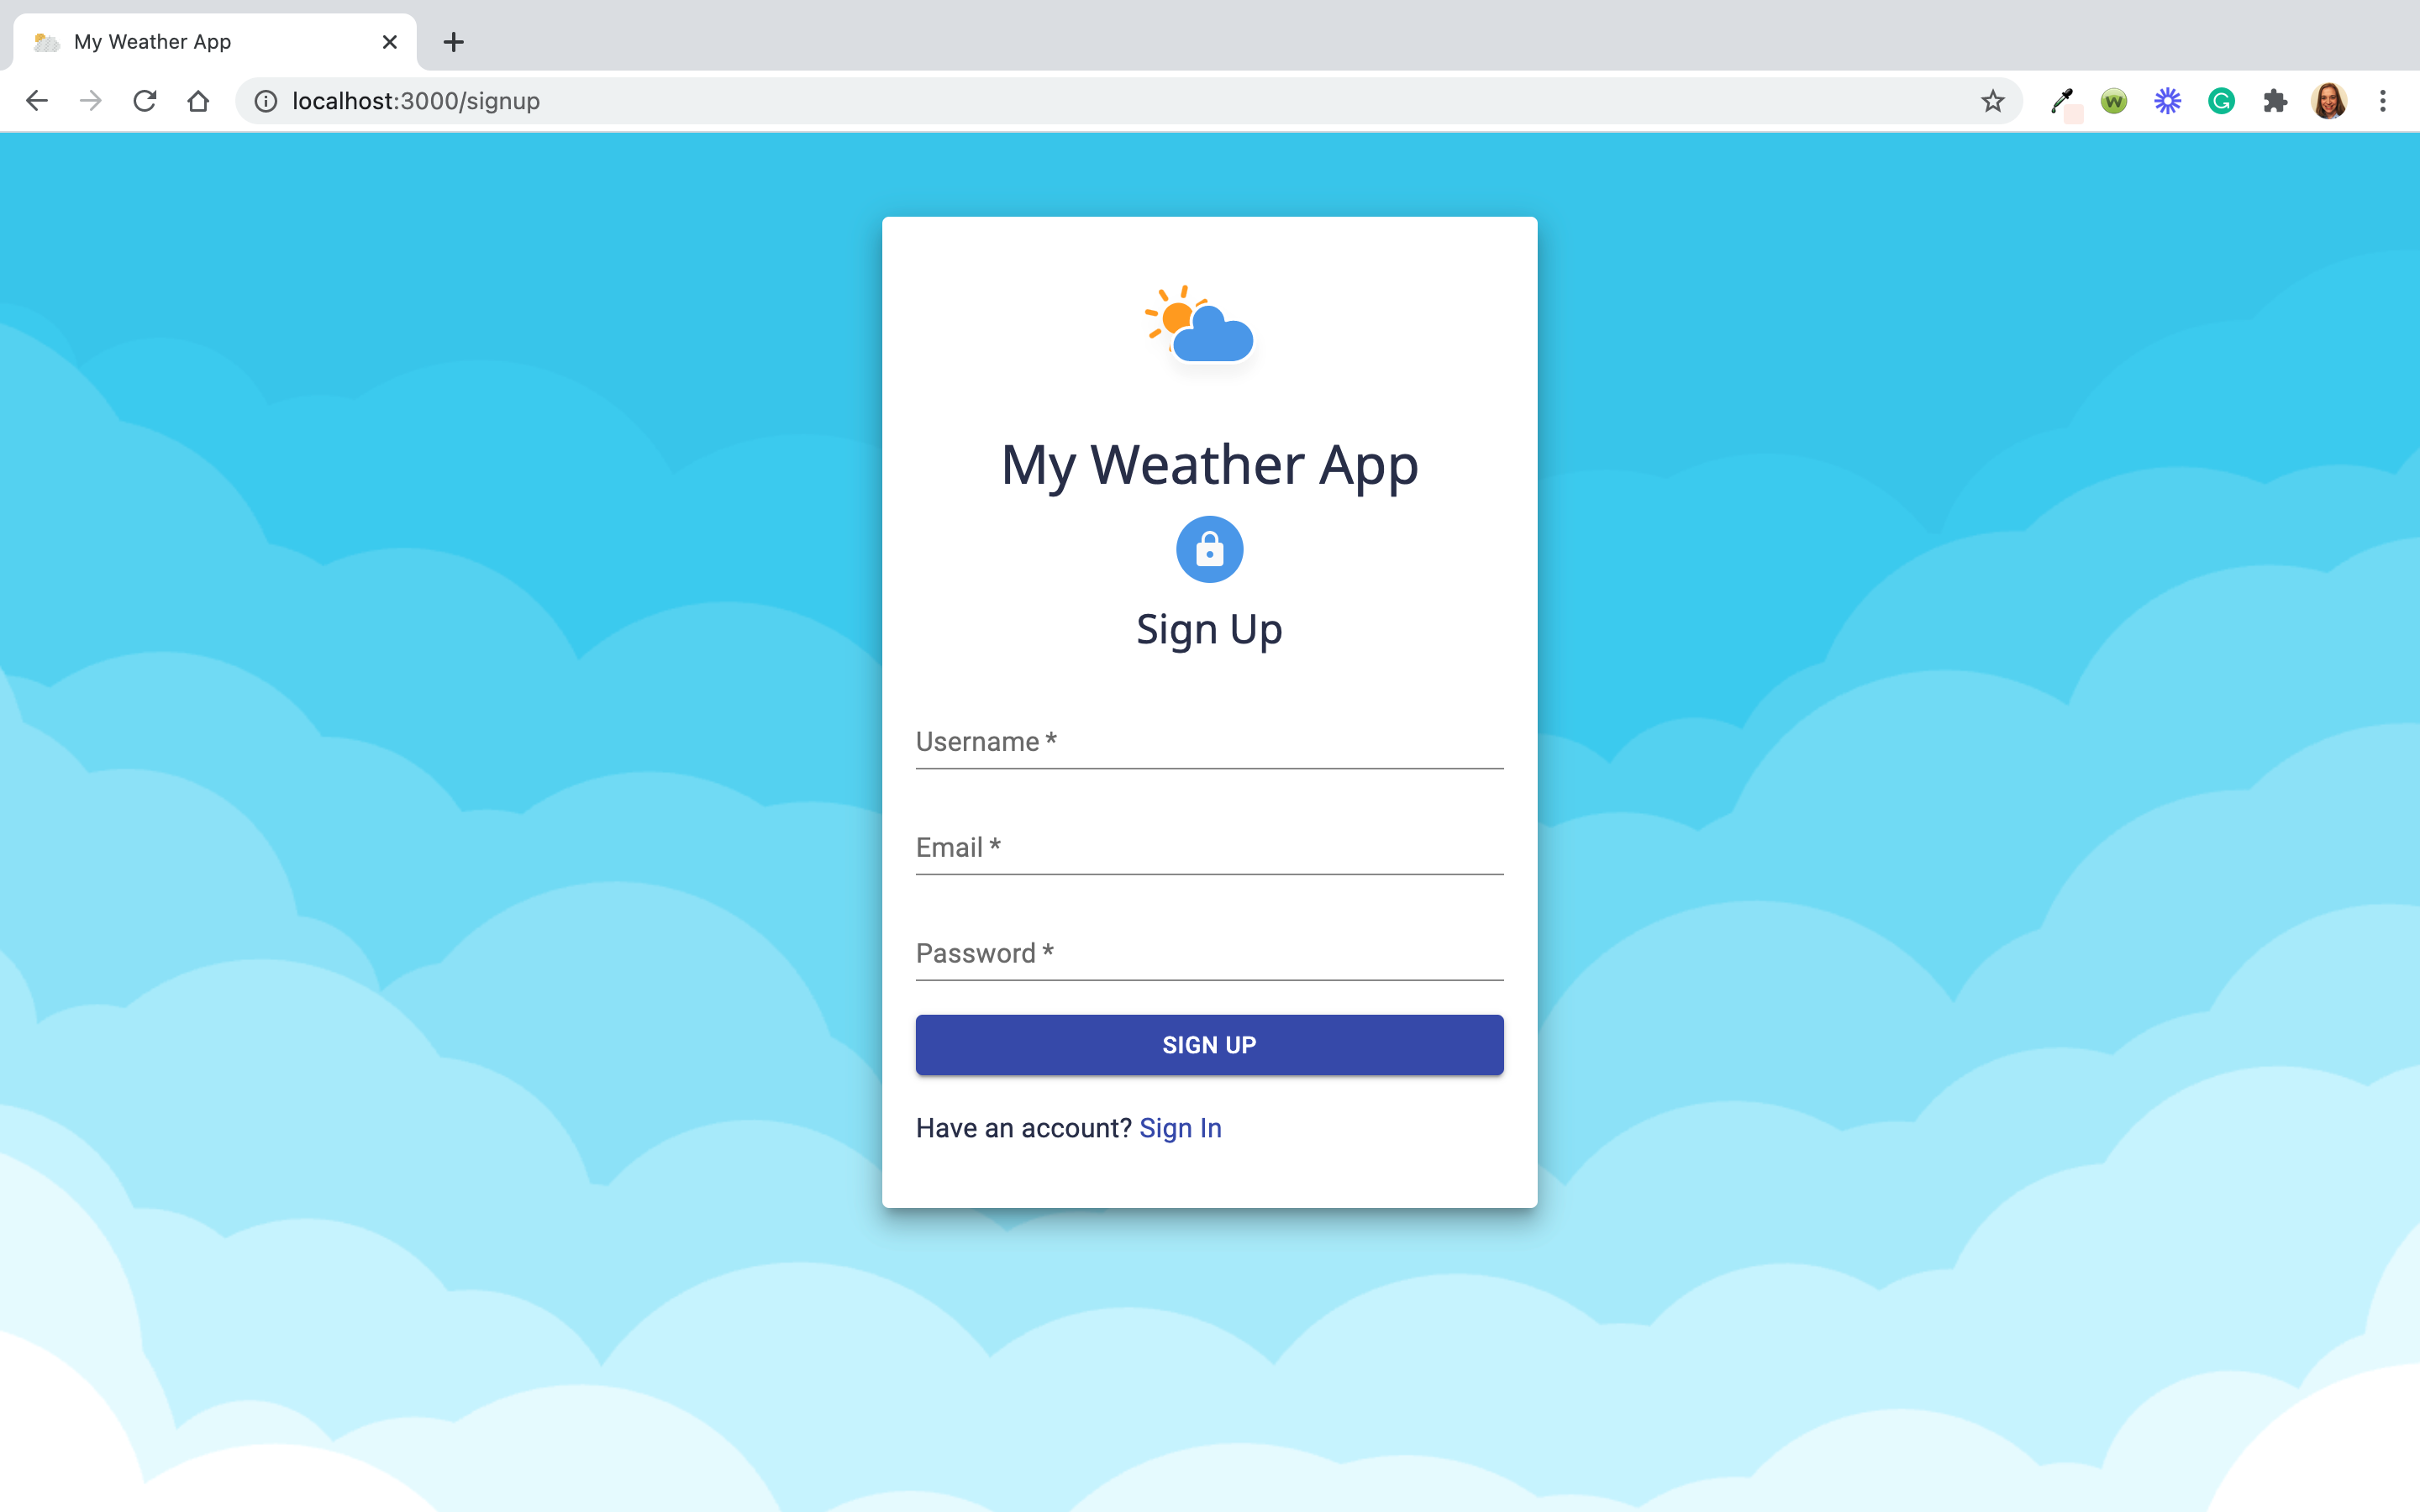 My Weather App
localhost:3000/signup
W
G
My Weather App
Sign Up
Username *
Email *
Password *
SIGN UP
Have an account? Sign In